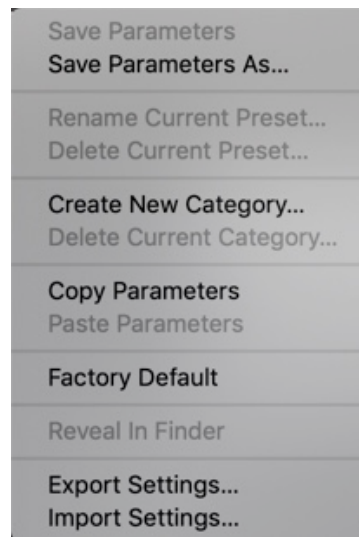 Save Parameters
Save Parameters As...
Rename Current Preset...
Delete Current Preset...
Create New Category...
Delete Current Category...
Copy Parameters
Paste Parameters
Factory Default
Reveal In Finder
Export Settings...
Import Settings...